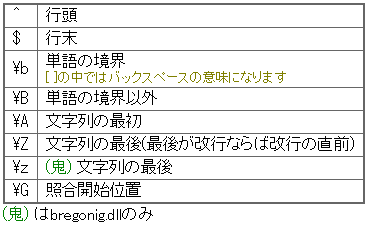 ^ 行頭
$ 行末
¥b 単語の境界
[ ]の中ではバックスペースの意味になります
¥B 単語の境界以外
¥A 文字列の最初
¥Z 文字列の最後(最後が改行ならば改行の直前)
¥z (鬼) 文字列の最後
¥G 照合開始位置
(鬼) はbregonig.dllのみ